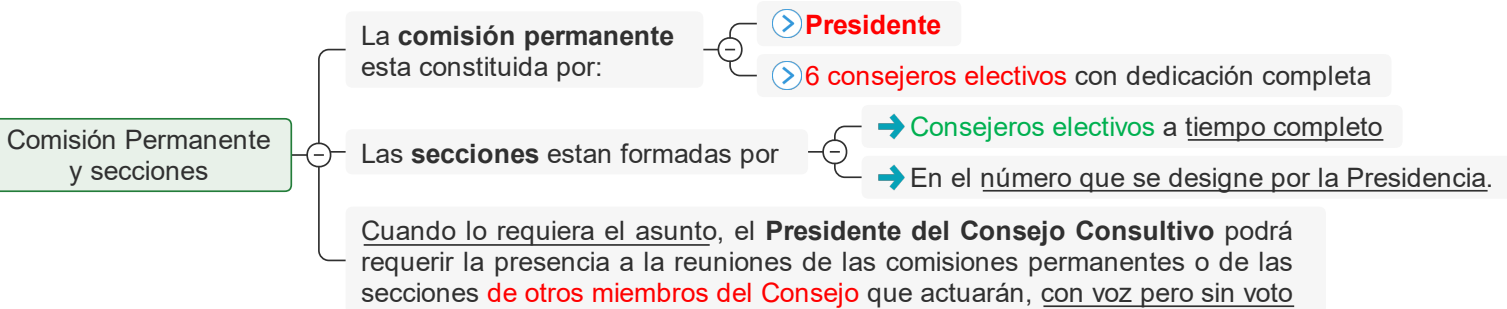 Comisión Permanente
y secciones
La comisión permanente
esta constituida por:
Presidente
6 consejeros electivos con dedicación completa
Las secciones estan formadas por
Consejeros electivos a tiempo completo
En el número que se designe por la Presidencia.
Cuando lo requiera el asunto, el Presidente del Consejo Consultivo podrá
requerir la presencia a la reuniones de las comisiones permanentes o de las
secciones de otros miembros del Consejo que actuarán, con voz pero sin voto